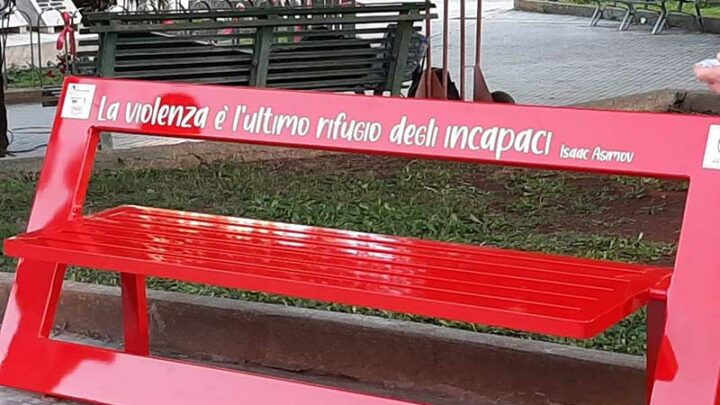 La violenza è l'ultimo rifugio degli incapaci Isaac Asimov